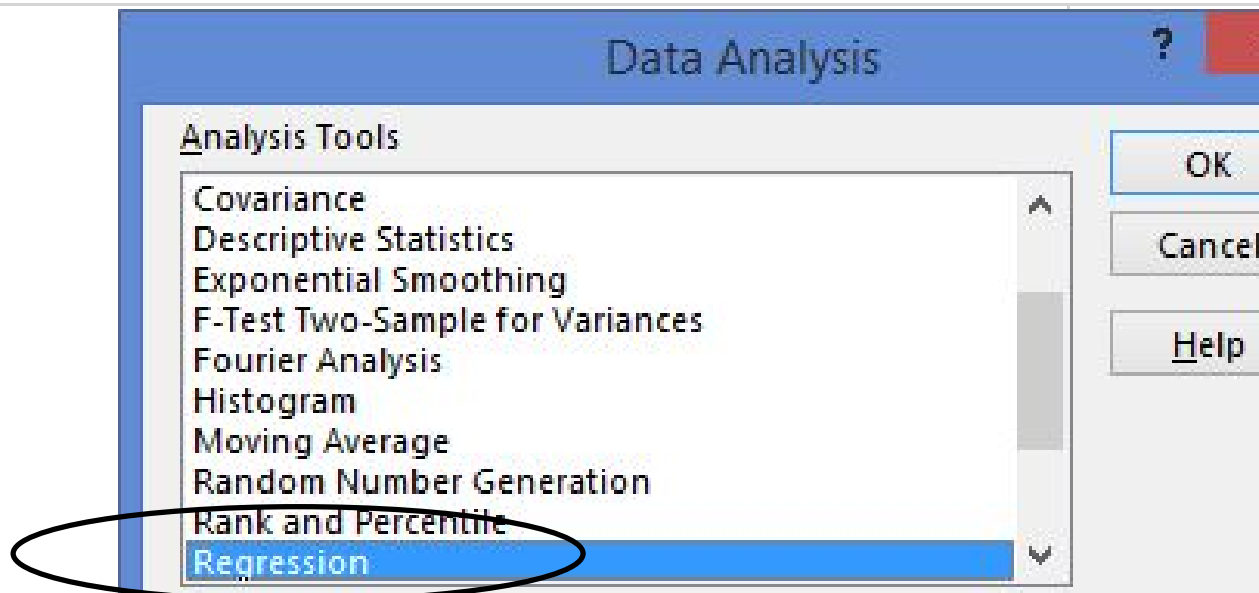 Data Analysis
?
Analysis Tools
OK
Covariance
Descriptive Statistics
Cancel
Exponential Smoothing
F-Test Two-Sample for Variances
Help
Fourier Analysis
Histogram
Moving Average
Random Number Generation
Rank and Percentile
Regression